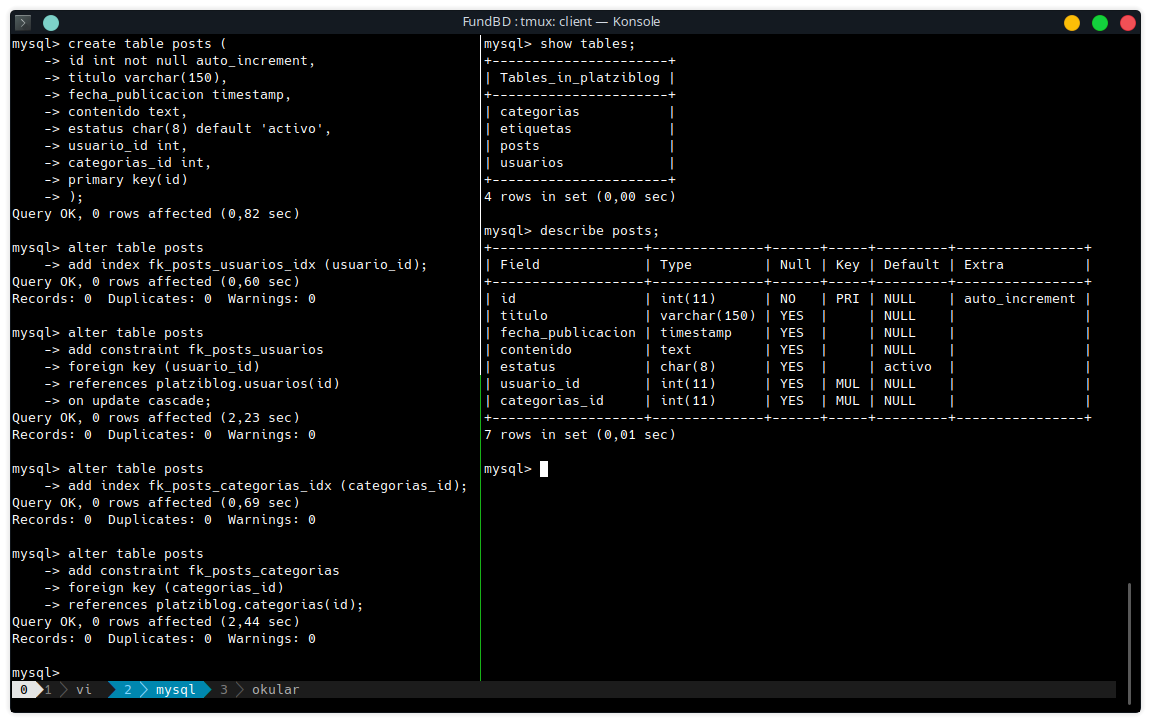 FundBD : tmux: client — Konsole
mysql> create table posts (
    -> id int not null auto_increment,
    -> titulo varchar(150),
    -> fecha_publicacion timestamp,
    -> contenido text,
    -> estatus char(8) default 'activo',
    -> usuario_id int,
    -> categorias_id int,
    -> primary key(id)
    -> );
Query OK, 0 rows affected (0,82 sec)

mysql> alter table posts
    -> add index fk_posts_usuarios_idx (usuario_id);
Query OK, 0 rows affected (0,60 sec)
Records: 0  Duplicates: 0  Warnings: 0

mysql> alter table posts
    -> add constraint fk_posts_usuarios
    -> foreign key (usuario_id)
    -> references platziblog.usuarios(id)
    -> on update cascade;
Query OK, 0 rows affected (2,23 sec)
Records: 0  Duplicates: 0  Warnings: 0

mysql> alter table posts
    -> add index fk_posts_categorias_idx (categorias_id);
Query OK, 0 rows affected (0,69 sec)
Records: 0  Duplicates: 0  Warnings: 0

mysql> alter table posts
    -> add constraint fk_posts_categorias
    -> foreign key (categorias_id)
    -> references platziblog.categorias(id);
Query OK, 0 rows affected (2,44 sec)
Records: 0  Duplicates: 0  Warnings: 0

mysql>
mysql> show tables;
+----------------------+
| Tables_in_platziblog |
+----------------------+
| categorias           |
| etiquetas            |
| posts                |
| usuarios             |
+----------------------+
4 rows in set (0,00 sec)

mysql> describe posts;
+-------------------+--------------+------+-----+---------+----------------+
| Field             | Type         | Null | Key | Default | Extra          |
+-------------------+--------------+------+-----+---------+----------------+
| id                | int(11)      | NO   | PRI | NULL    | auto_increment |
| titulo            | varchar(150) | YES  |     | NULL    |                |
| fecha_publicacion | timestamp    | YES  |     | NULL    |                |
| contenido         | text         | YES  |     | NULL    |                |
| estatus           | char(8)      | YES  |     | activo  |                |
| usuario_id        | int(11)      | YES  | MUL | NULL    |                |
| categorias_id     | int(11)      | YES  | MUL | NULL    |                |
+-------------------+--------------+------+-----+---------+----------------+
7 rows in set (0,01 sec)

mysql>
0 1 vi 2 mysql 3 okular